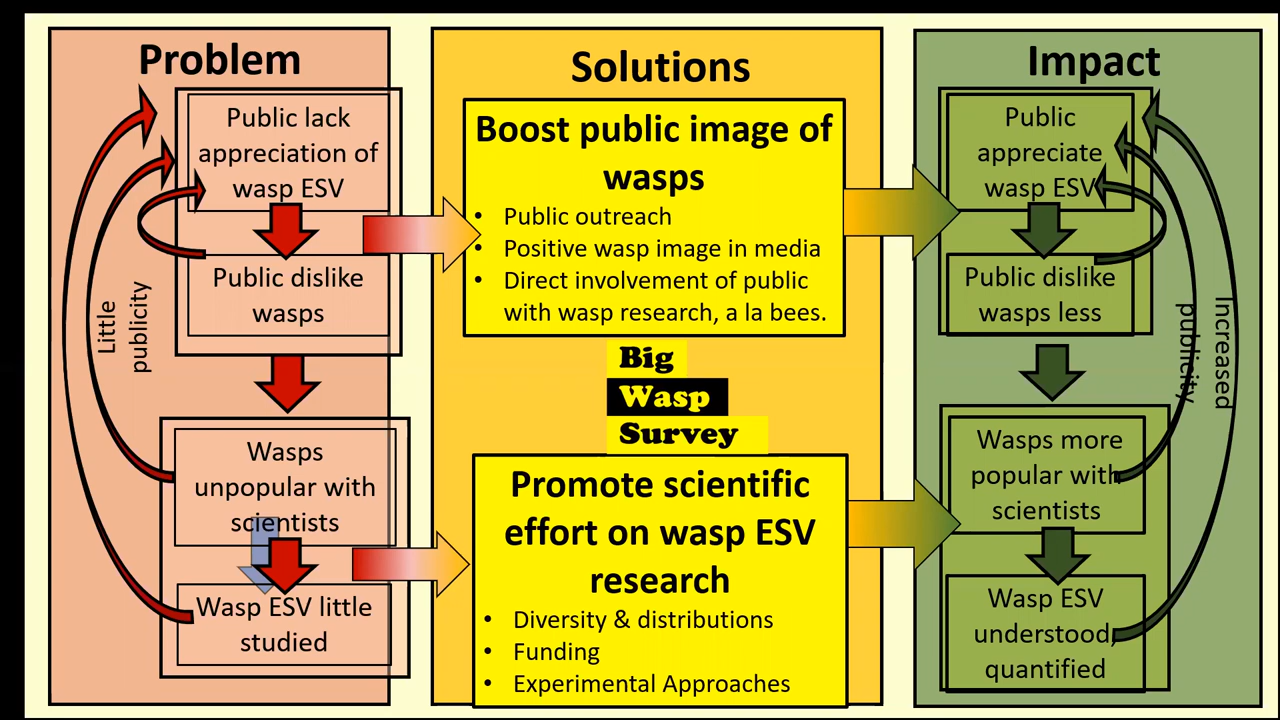 Problem
Public lack
appreciation of
wasp ESV
Public dislike
wasps
Little
publicity
Wasps
unpopular with
scientists
Wasp ESV little
studied
Solutions
Boost public image of
wasps
• Public outreach
• Positive wasp image in media
• Direct involvement of public
with wasp research, a la bees.
Big
Wasp
Survey
Promote scientific
effort on wasp ESV
research
• Diversity & distributions
• Funding
• Experimental Approaches
Impact
Public
appreciate
wasp ESV
Public dislike
wasps less
Increased
publicity
Wasps more
popular with
scientists
Wasp ESV
understood,
quantified